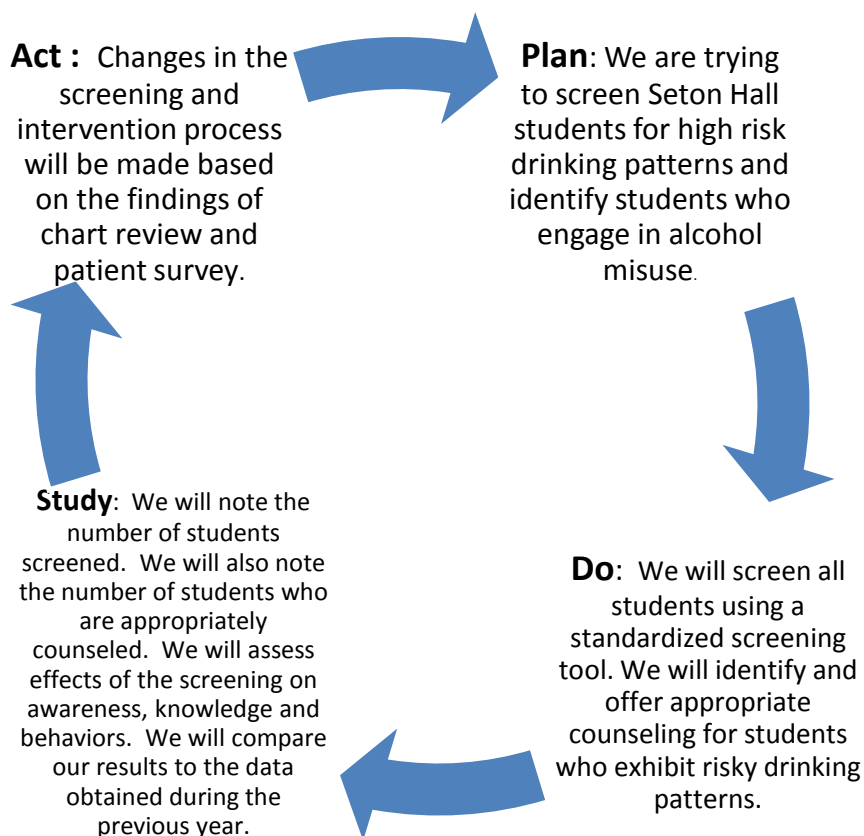 Act : Changes in the
screening and
intervention process
will be made based
on the findings of
chart review and
patient survey.
Plan: We are trying
to screen Seton Hall
students for high risk
drinking patterns and
identify students who
engage in alcohol
misuse.
Do: We will screen all
students using a
standardized screening
tool. We will identify and
offer appropriate
counseling for students
who exhibit risky drinking
patterns.
Study: We will note the
number of students
screened. We will also note
the number of students who
are appropriately
counseled. We will assess
effects of the screening on
awareness, knowledge and
behaviors. We will compare
our results to the data
obtained during the
previous year.